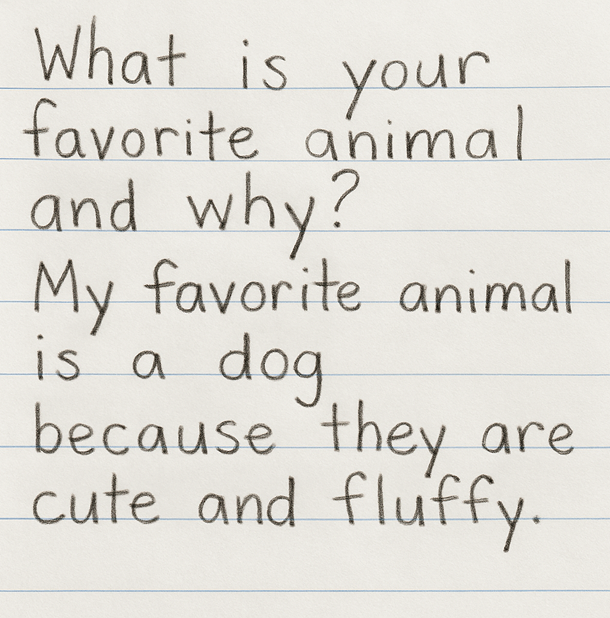 What is your
favorite animal
and why?
My favorite animal
is a dog
because they are
cute and fluffy.